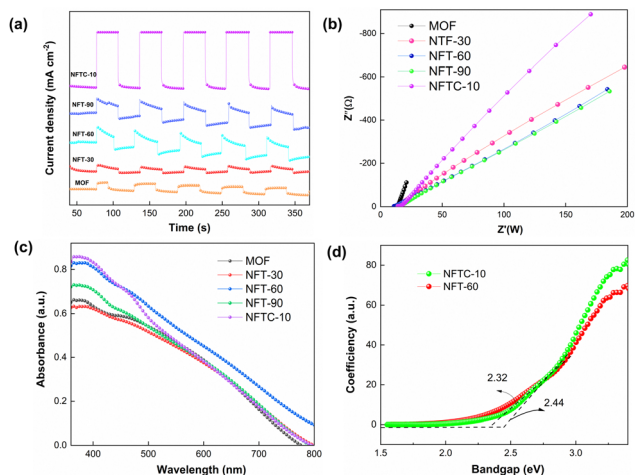 (a)
Current density (mA cm⁻²)
NFTC-10
NFT-90
NFT-60
NFT-30
MOF
50 100 150 200 250 300 350
Time (s)
(b)
MOF
NTF-30
NFT-60
NFT-90
NFTC-10
Z''(Ω)
-800
-600
-400
-200
0
0 50 100 150 200
Z'(W)
(c)
MOF
NFT-30
NFT-60
NFT-90
NFTC-10
Absorbance (a.u.)
0.8
0.6
0.4
0.2
0.0
400 500 600 700 800
Wavelength (nm)
(d)
NFTC-10
NFT-60
Coefficiency (a.u.)
80
60
40
20
0
2.32
2.44
1.5 2.0 2.5 3.0
Bandgap (eV)